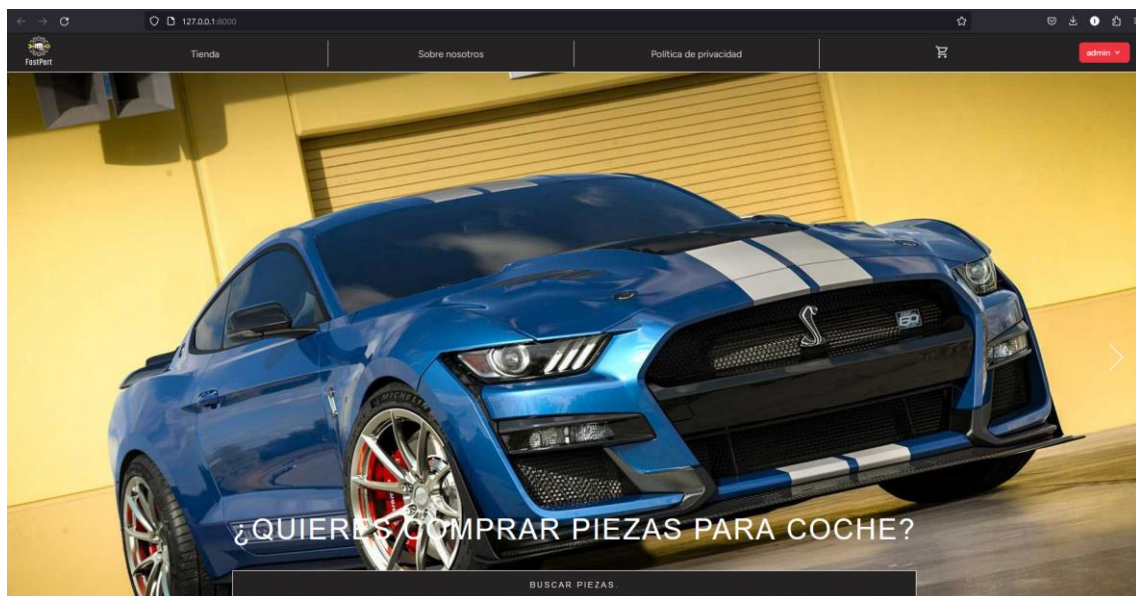 127.0.0.1:8000
FastPart
Tienda
Sobre nosotros
Política de privacidad
admin
MICHELIN
¿QUIERES COMPRAR PIEZAS PARA COCHE?
BUSCAR PIEZAS.